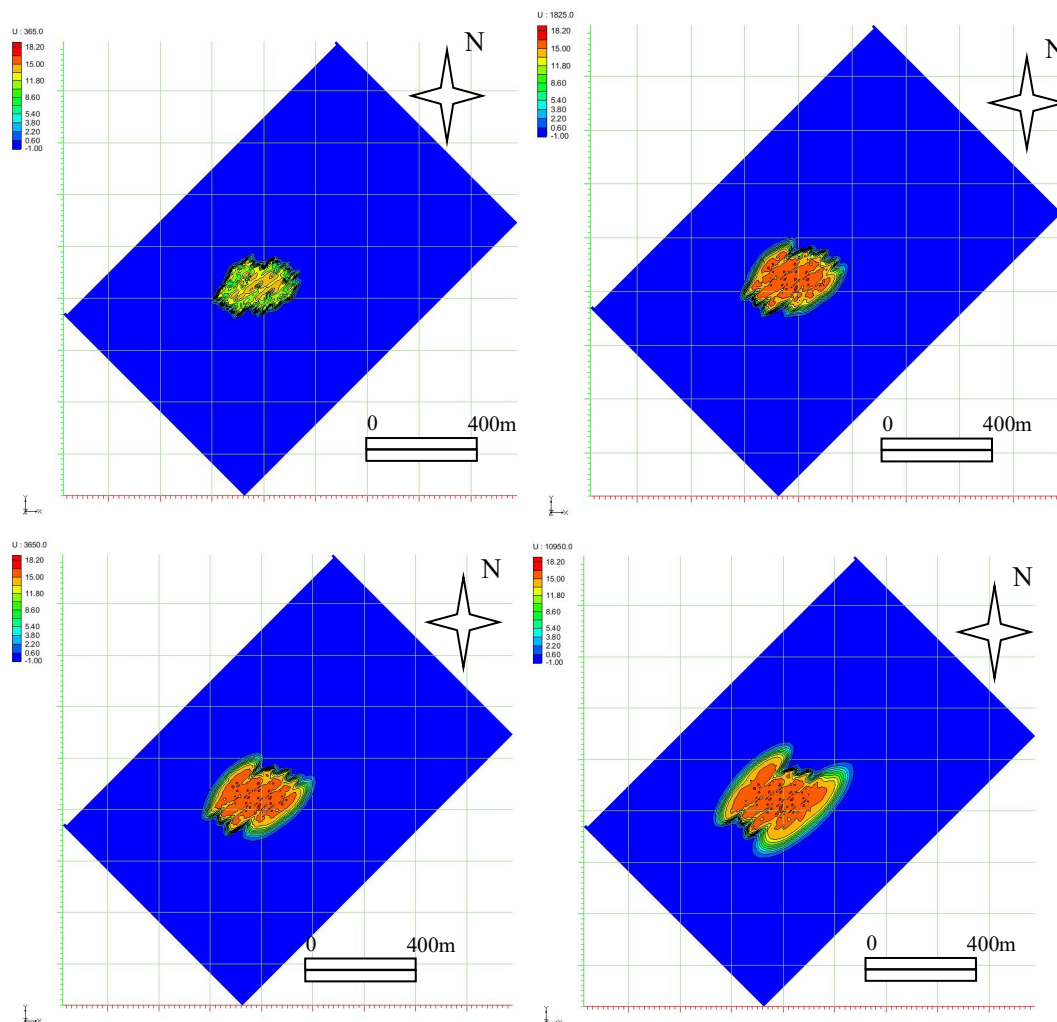 U : 365.0
18.20
15.00
11.80
8.60
5.40
3.80
2.20
0.60
-1.00
N
0 400m
Y
Z X
U : 1825.0
18.20
15.00
11.80
8.60
5.40
3.80
2.20
0.60
-1.00
N
0 400m
Y
Z X
U : 3650.0
18.20
15.00
11.80
8.60
5.40
3.80
2.20
0.60
-1.00
N
0 400m
Y
Z X
U : 10950.0
18.20
15.00
11.80
8.60
5.40
3.80
2.20
0.60
-1.00
N
0 400m
Y
Z X